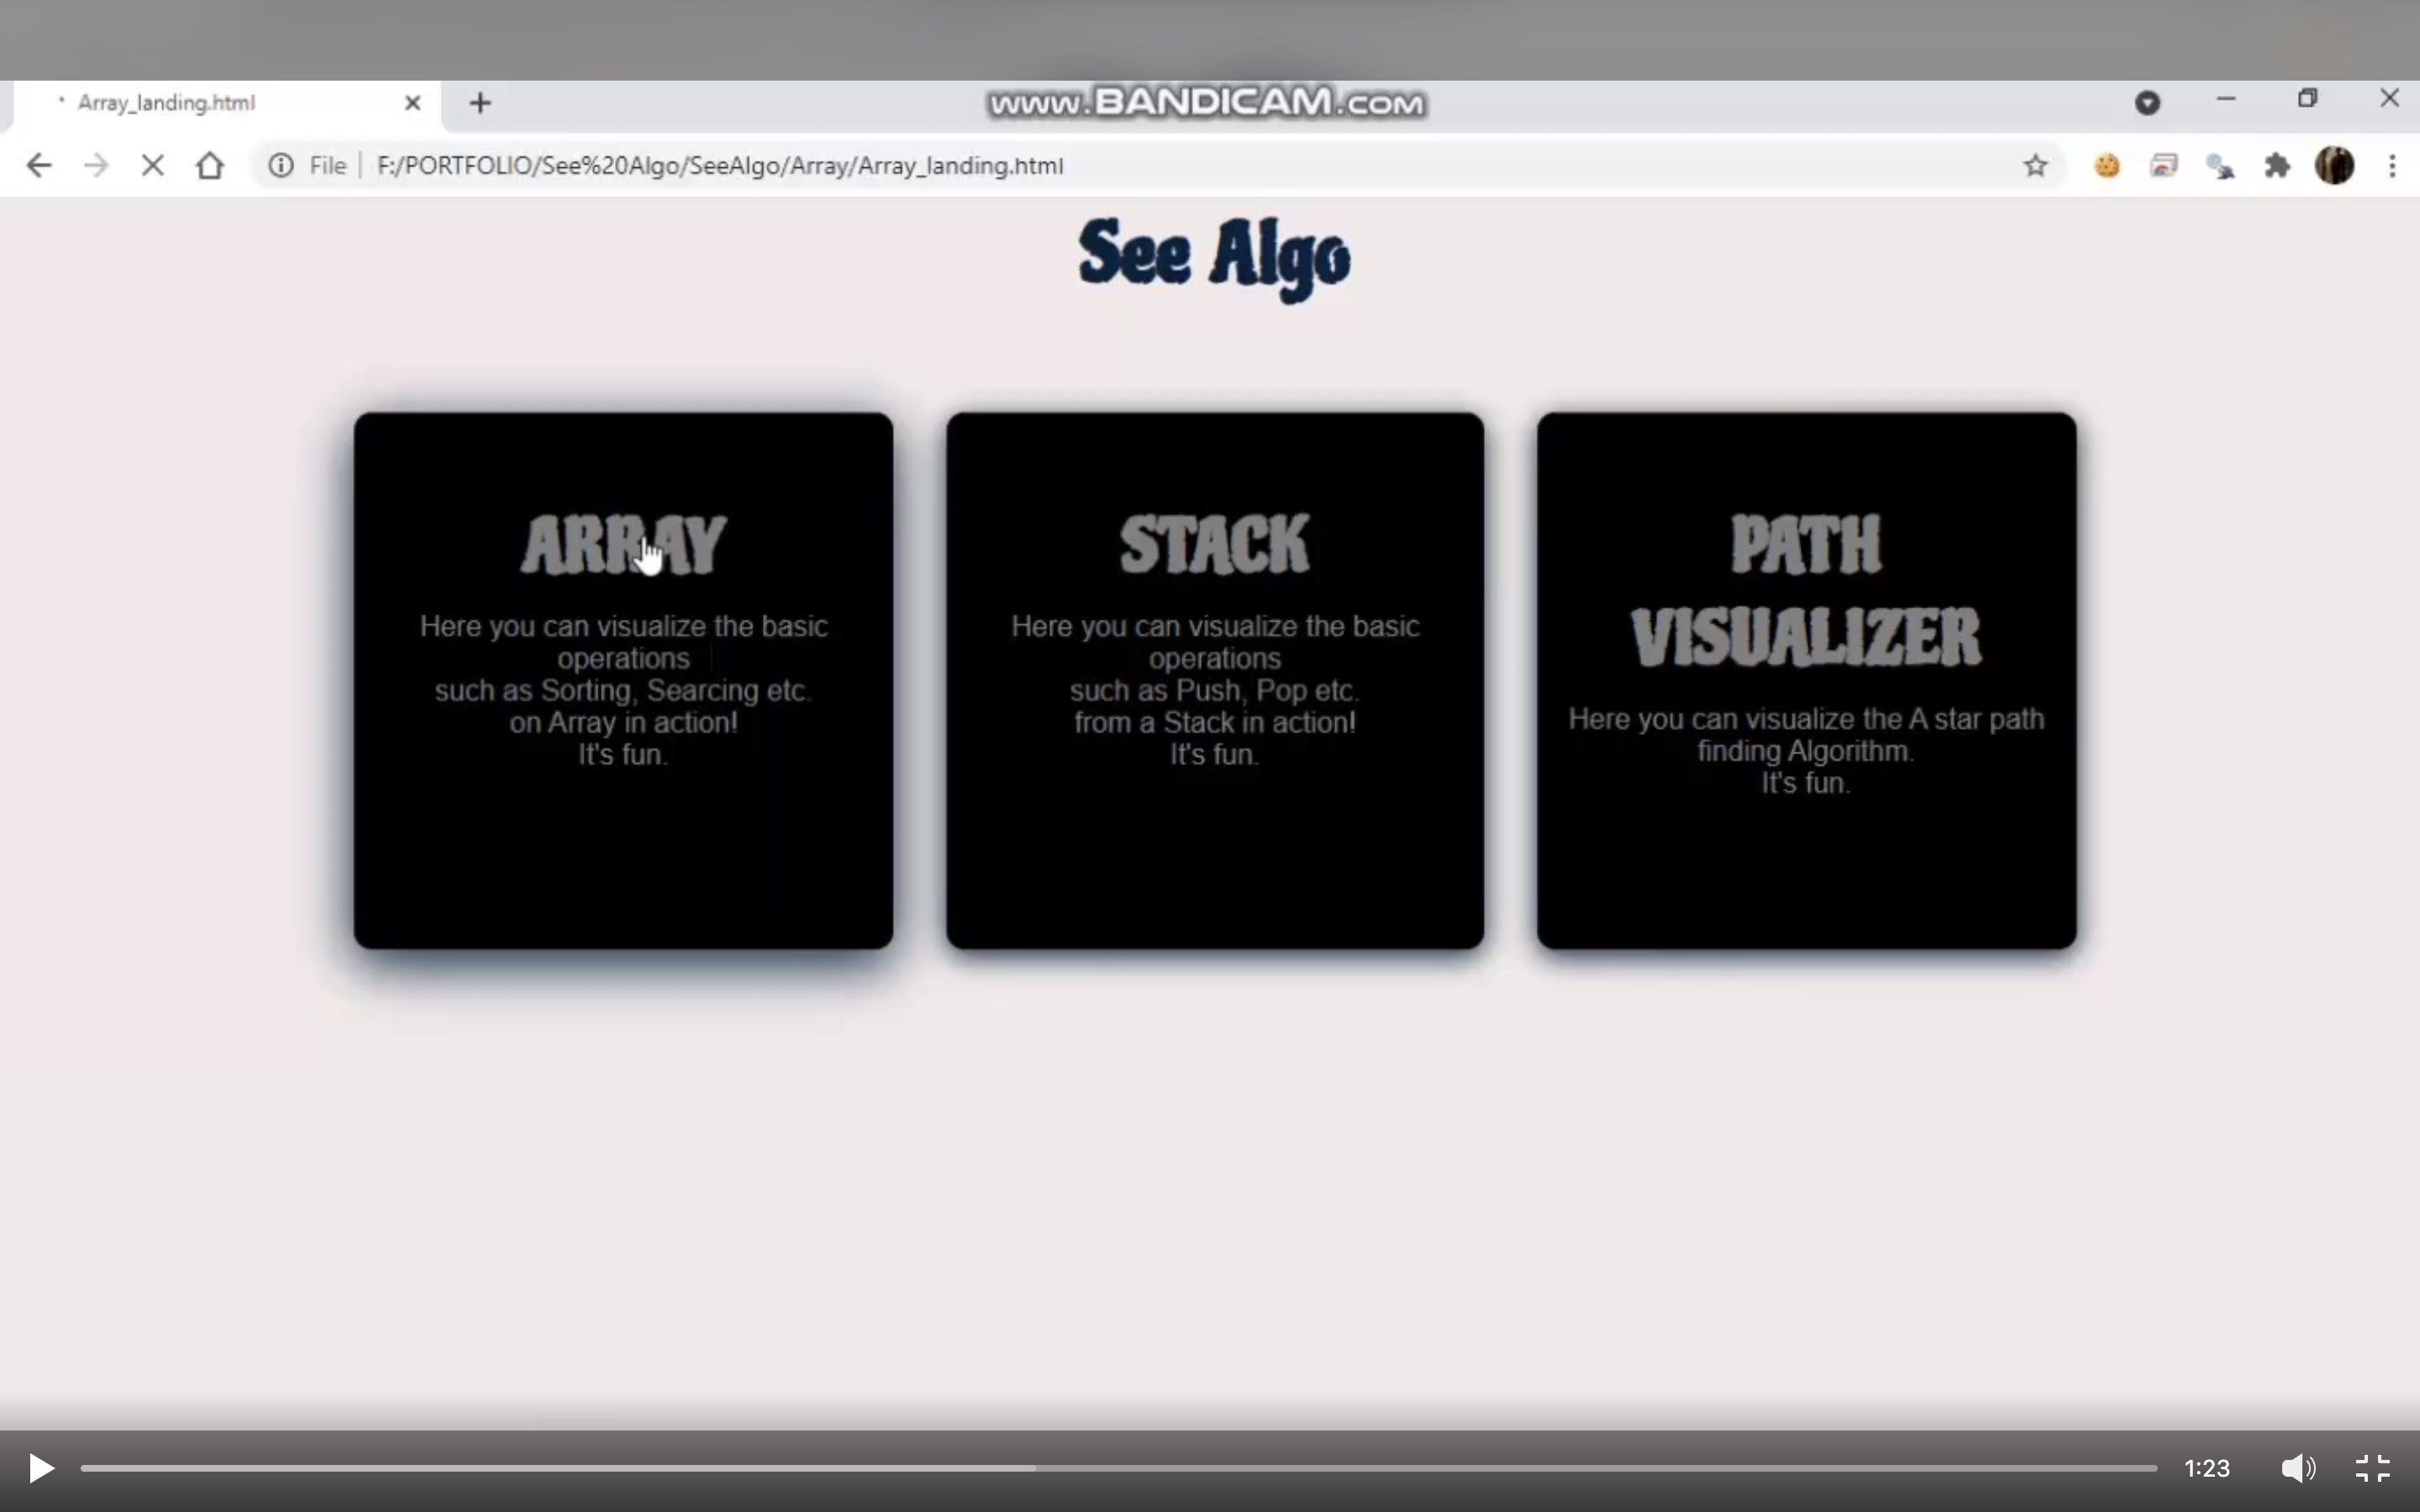 Array_landing.html
www.BANDICAM.com
File F:/PORTFOLIO/See%20Algo/SeeAlgo/Array/Array_landing.html
See Algo
ARRAY
Here you can visualize the basic
operations
such as Sorting, Searcing etc.
on Array in action!
It's fun.
STACK
Here you can visualize the basic
operations
such as Push, Pop etc.
from a Stack in action!
It's fun.
PATH
VISUALIZER
Here you can visualize the A star path
finding Algorithm.
It's fun.
1:23